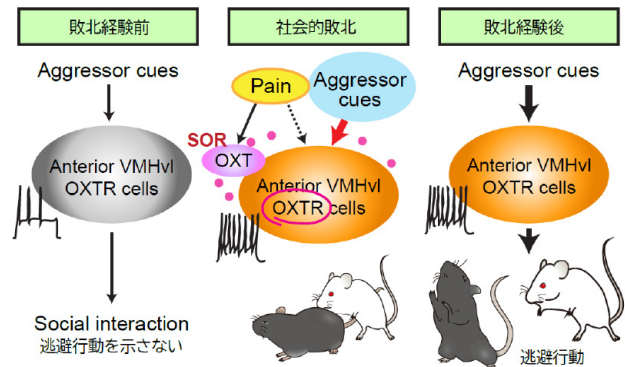 敗北経験前
Aggressor cues
Anterior VMHvl
OXTR cells
Social interaction
逃避行動を示さない
社会的敗北
Pain
Aggressor
cues
SOR
OXT
Anterior VMHvl
OXTR cells
敗北経験後
Aggressor cues
Anterior VMHvl
OXTR cells
逃避行動